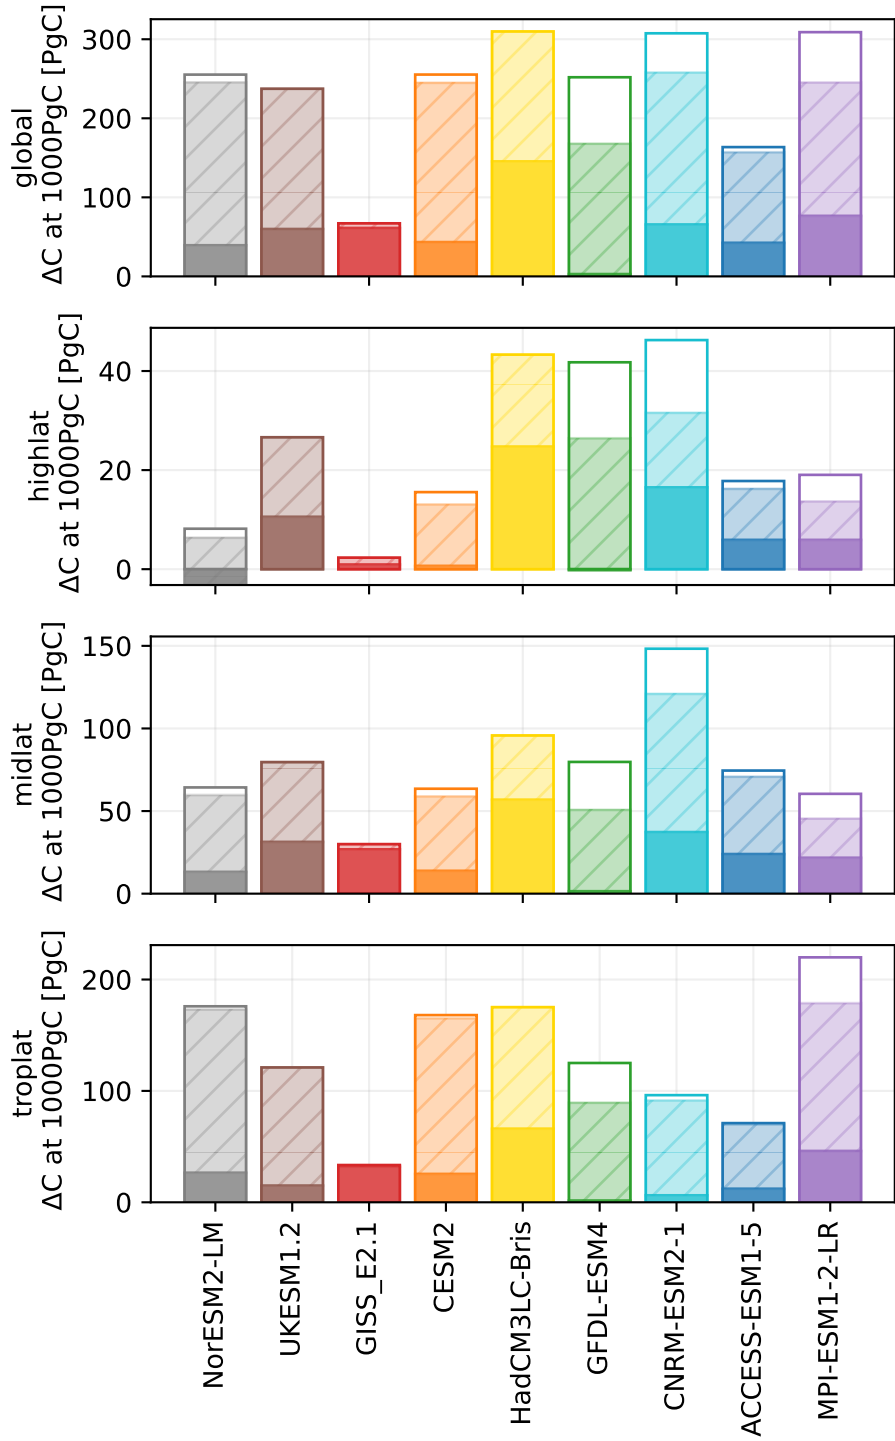 global
ΔC at 1000PgC [PgC]
300
200
100
0
highlat
ΔC at 1000PgC [PgC]
40
20
0
midlat
ΔC at 1000PgC [PgC]
150
100
50
0
troplat
ΔC at 1000PgC [PgC]
200
100
0
NorESM2-LM
UKESM1.2
GISS_E2.1
CESM2
HadCM3LC-Bris
GFDL-ESM4
CNRM-ESM2-1
ACCESS-ESM1-5
MPI-ESM1-2-LR